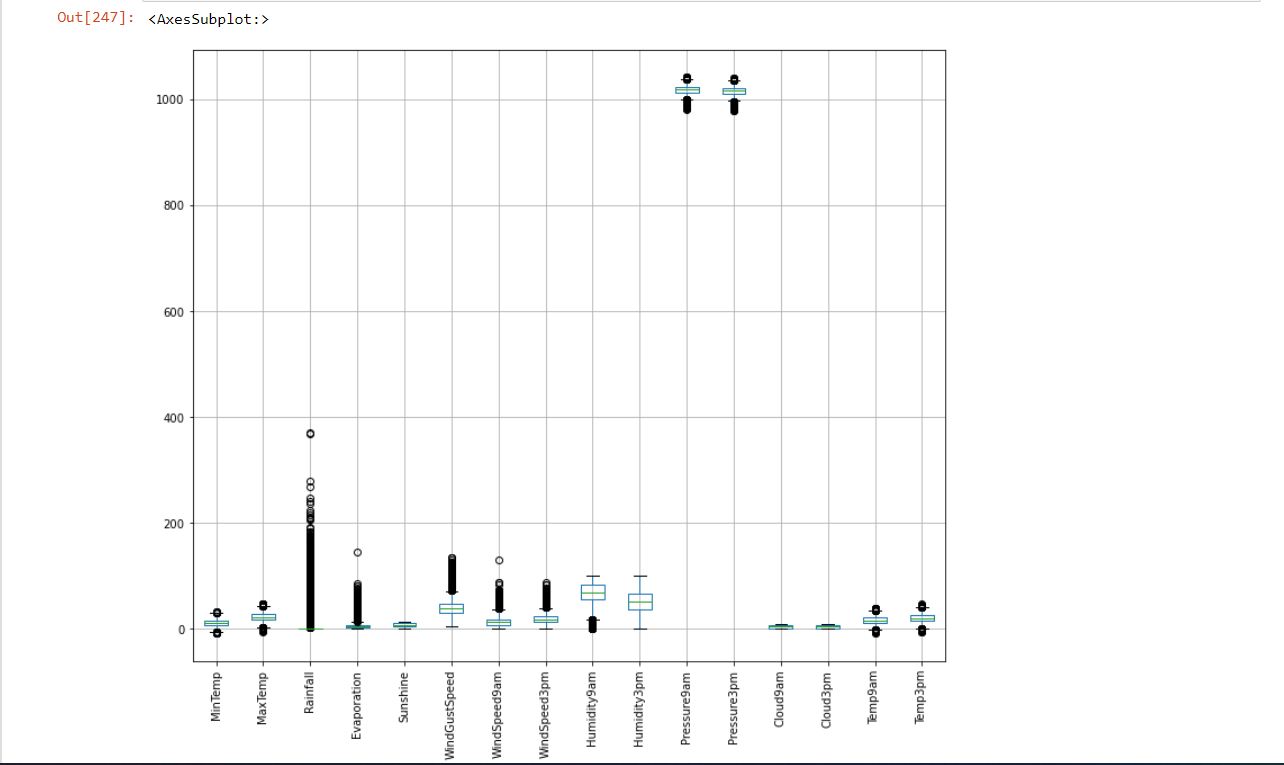 Out[247]: <AxesSubplot:>
1000
800
600
400
200
0
MinTemp
MaxTemp
Rainfall
Evaporation
Sunshine
WindGustSpeed
WindSpeed9am
WindSpeed3pm
Humidity9am
Humidity3pm
Pressure9am
Pressure3pm
Cloud9am
Cloud3pm
Temp9am
Temp3pm